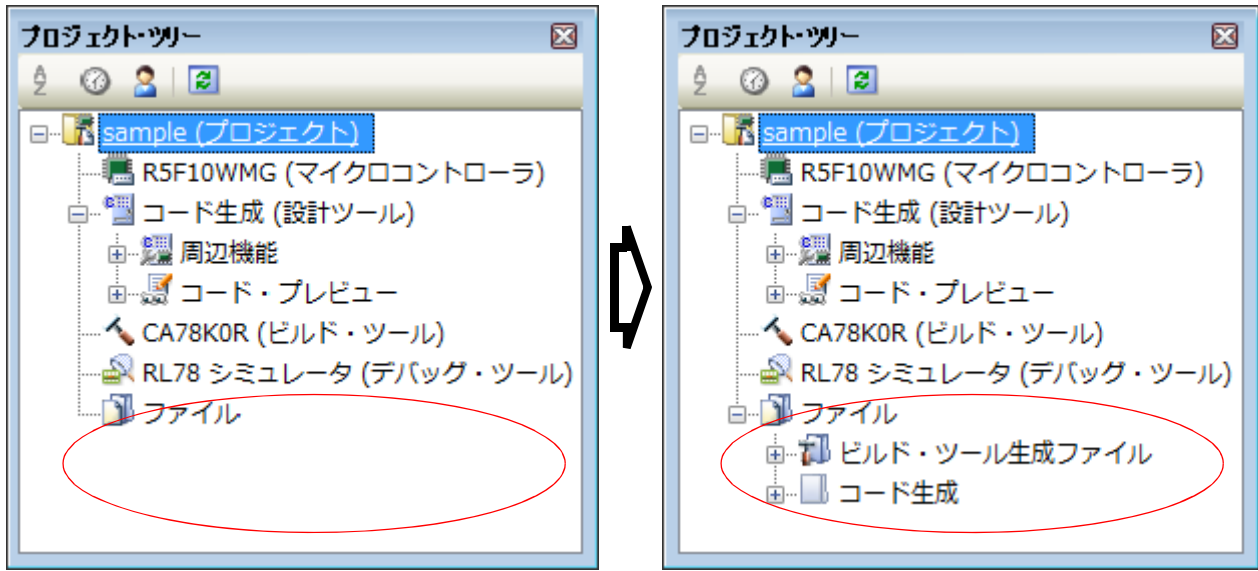 プロジェクト・ツリー
sample (プロジェクト)
R5F10WMG (マイクロコントローラ)
コード生成 (設計ツール)
周辺機能
コード・プレビュー
CA78K0R (ビルド・ツール)
RL78 シミュレータ (デバッグ・ツール)
ファイル
プロジェクト・ツリー
sample (プロジェクト)
R5F10WMG (マイクロコントローラ)
コード生成 (設計ツール)
周辺機能
コード・プレビュー
CA78K0R (ビルド・ツール)
RL78 シミュレータ (デバッグ・ツール)
ファイル
ビルド・ツール生成ファイル
コード生成